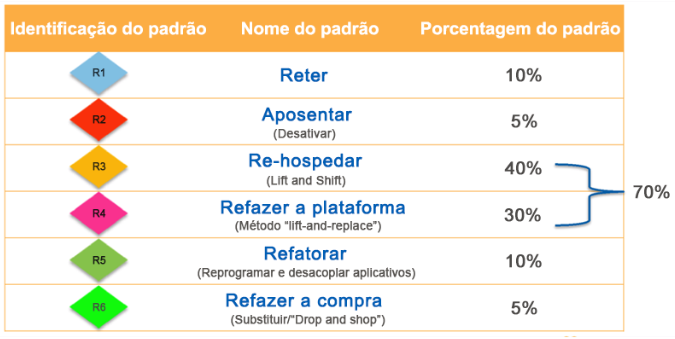 Identificação do padrão Nome do padrão Porcentagem do padrão
R1 Reter 10%
R2 Aposentar 5%
(Desativar)
R3 Re-hospedar 40%
(Lift and Shift)
70%
R4 Refazer a plataforma 30%
(Método "lift-and-replace")
R5 Refatorar 10%
(Reprogramar e desacoplar aplicativos)
R6 Refazer a compra 5%
(Substituir/"Drop and shop")